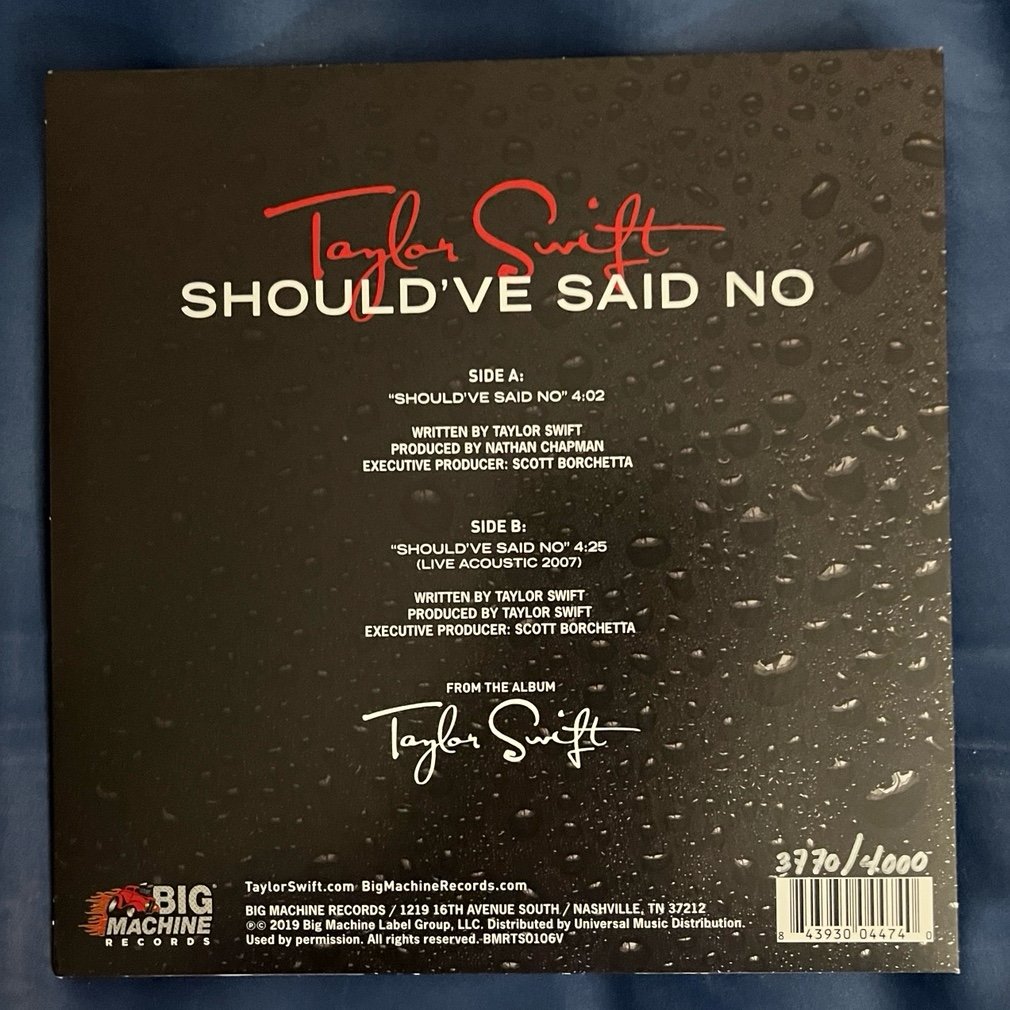 Taylor Swift
SHOULD'VE SAID NO
SIDE A:
"SHOULD'VE SAID NO" 4:02
WRITTEN BY TAYLOR SWIFT
PRODUCED BY NATHAN CHAPMAN
EXECUTIVE PRODUCER: SCOTT BORCHETTA
SIDE B:
"SHOULD'VE SAID NO" 4:25
(LIVE ACOUSTIC 2007)
WRITTEN BY TAYLOR SWIFT
PRODUCED BY TAYLOR SWIFT
EXECUTIVE PRODUCER: SCOTT BORCHETTA
FROM THE ALBUM
Taylor Swift
3770/4000
BIG
MACHINE
RECORDS
TaylorSwift.com BigMachineRecords.com
BIG MACHINE RECORDS / 1219 16TH AVENUE SOUTH / NASHVILLE, TN 37212
℗© 2019 Big Machine Label Group, LLC. Distributed by Universal Music Distribution.
Used by permission. All rights reserved. BMRTS0106V
8 43930 04474 0